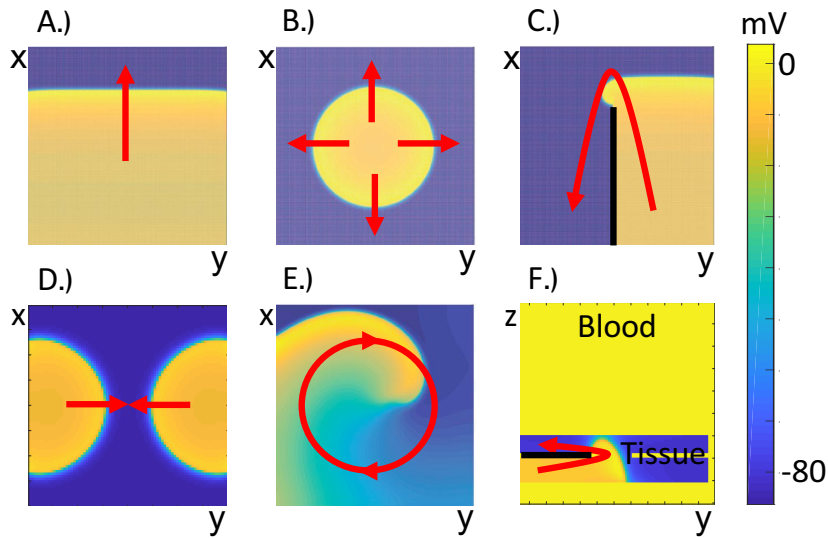 A.)
B.)
C.)
mV
x
x
x
0
y
y
y
D.)
E.)
F.)
x
x
z
Blood
Tissue
-80
y
y
y